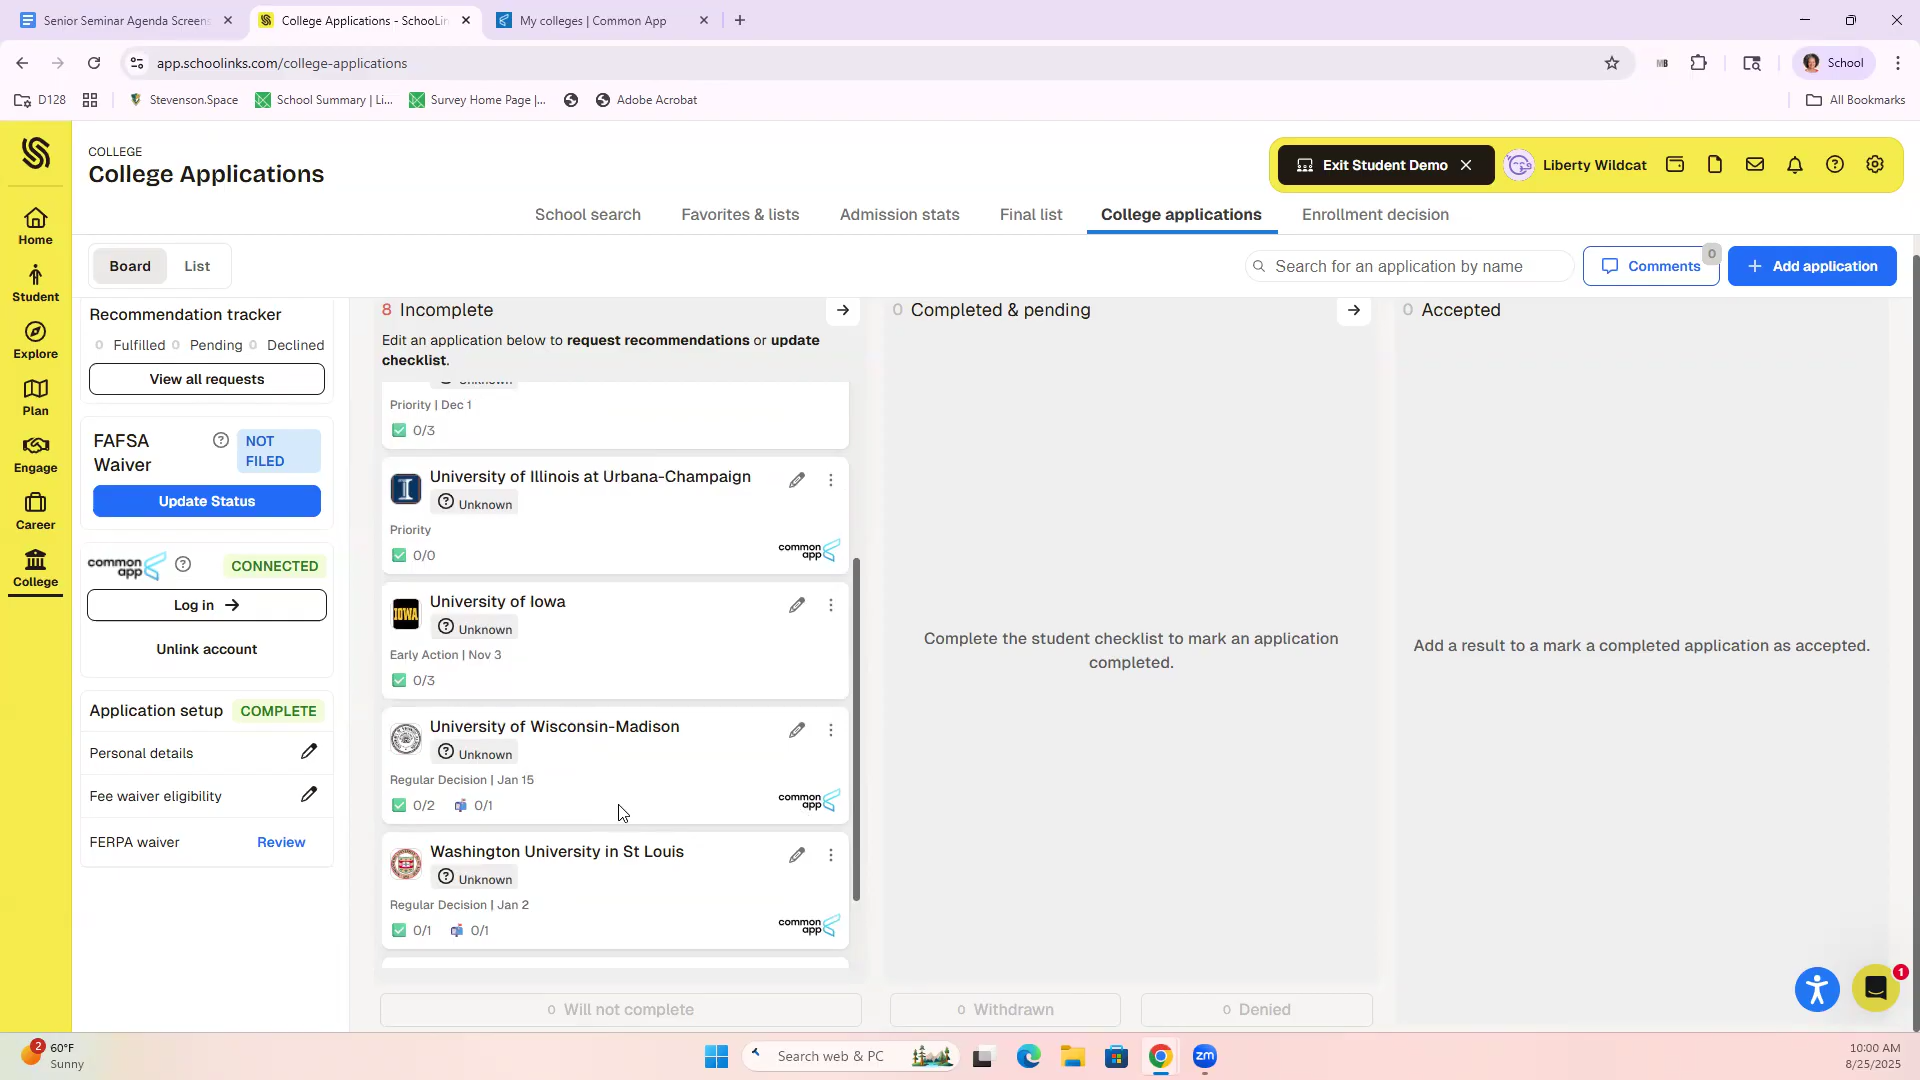 Senior Seminar Agenda Screens
College Applications - SchooLin
My colleges | Common App
app.schoolinks.com/college-applications
School
D128
Stevenson.Space
School Summary | Li...
Survey Home Page |...
Adobe Acrobat
All Bookmarks
COLLEGE
College Applications
Exit Student Demo
Liberty Wildcat
School search
Favorites & lists
Admission stats
Final list
College applications
Enrollment decision
Board
List
Search for an application by name
Comments
0
Add application
Home
Student
Explore
Plan
Engage
Career
College
Recommendation tracker
0 Fulfilled 0 Pending 0 Declined
View all requests
FAFSA
Waiver
NOT
FILED
Update Status
common
app
CONNECTED
Log in
Unlink account
Application setup
COMPLETE
Personal details
Fee waiver eligibility
FERPA waiver
Review
8 Incomplete
Edit an application below to request recommendations or update
checklist.
Priority | Dec 1
0/3
University of Illinois at Urbana-Champaign
Unknown
Priority
0/0
common
app
University of Iowa
IOWA
Unknown
Early Action | Nov 3
0/3
University of Wisconsin-Madison
Unknown
Regular Decision | Jan 15
0/2 0/1
common
app
Washington University in St Louis
Unknown
Regular Decision | Jan 2
0/1 0/1
common
app
0 Will not complete
0 Completed & pending
Complete the student checklist to mark an application
completed.
0 Withdrawn
0 Denied
0 Accepted
Add a result to a mark a completed application as accepted.
1
2
60°F
Sunny
Search web & PC
zm
10:00 AM
8/25/2025